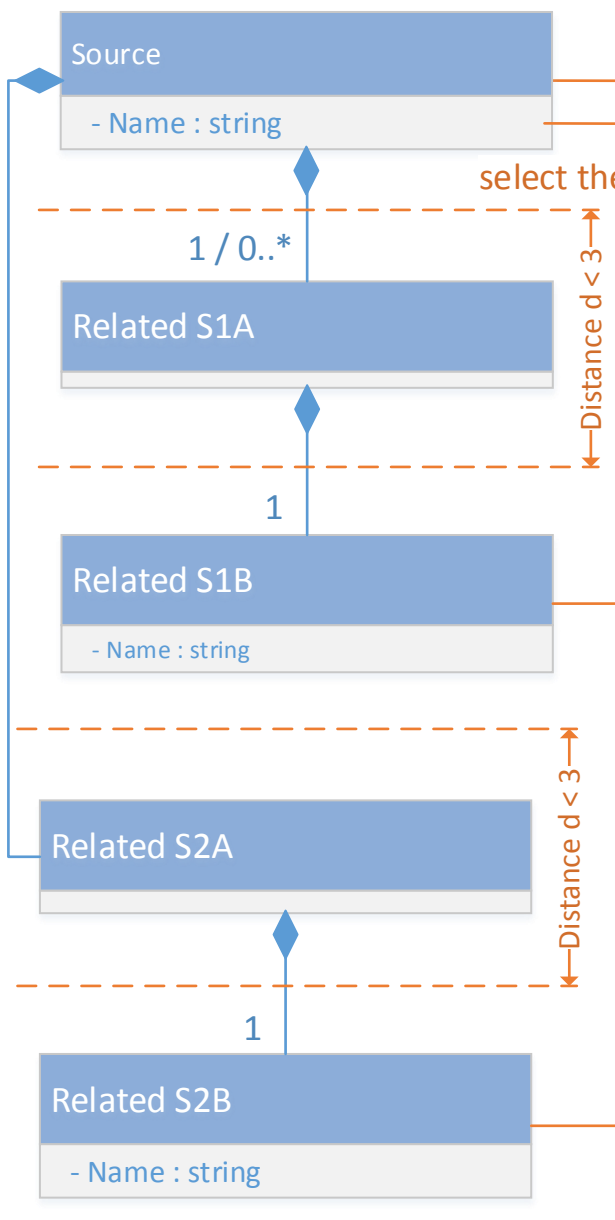 Source
- Name : string
select the
1 / 0..*
Related S1A
Distance d < 3
1
Related S1B
- Name : string
Related S2A
Distance d < 3
1
Related S2B
- Name : string